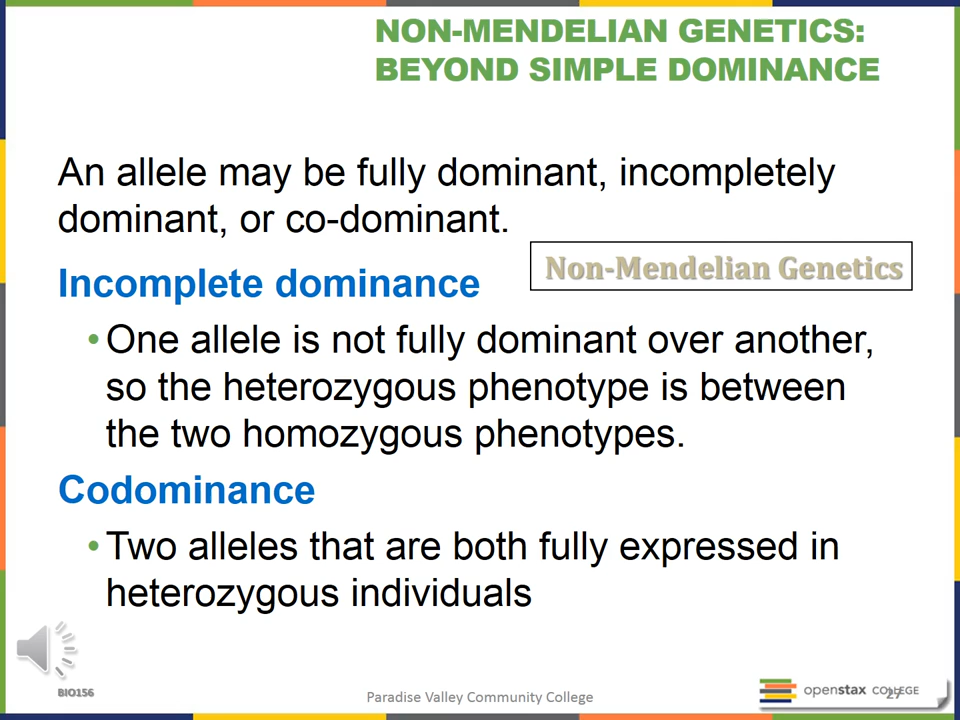 NON-MENDELIAN GENETICS:
BEYOND SIMPLE DOMINANCE
An allele may be fully dominant, incompletely
dominant, or co-dominant.
Non-Mendelian Genetics
Incomplete dominance
•One allele is not fully dominant over another,
so the heterozygous phenotype is between
the two homozygous phenotypes.
Codominance
•Two alleles that are both fully expressed in
heterozygous individuals
BIO156
Paradise Valley Community College
openstax COLLEGE
27